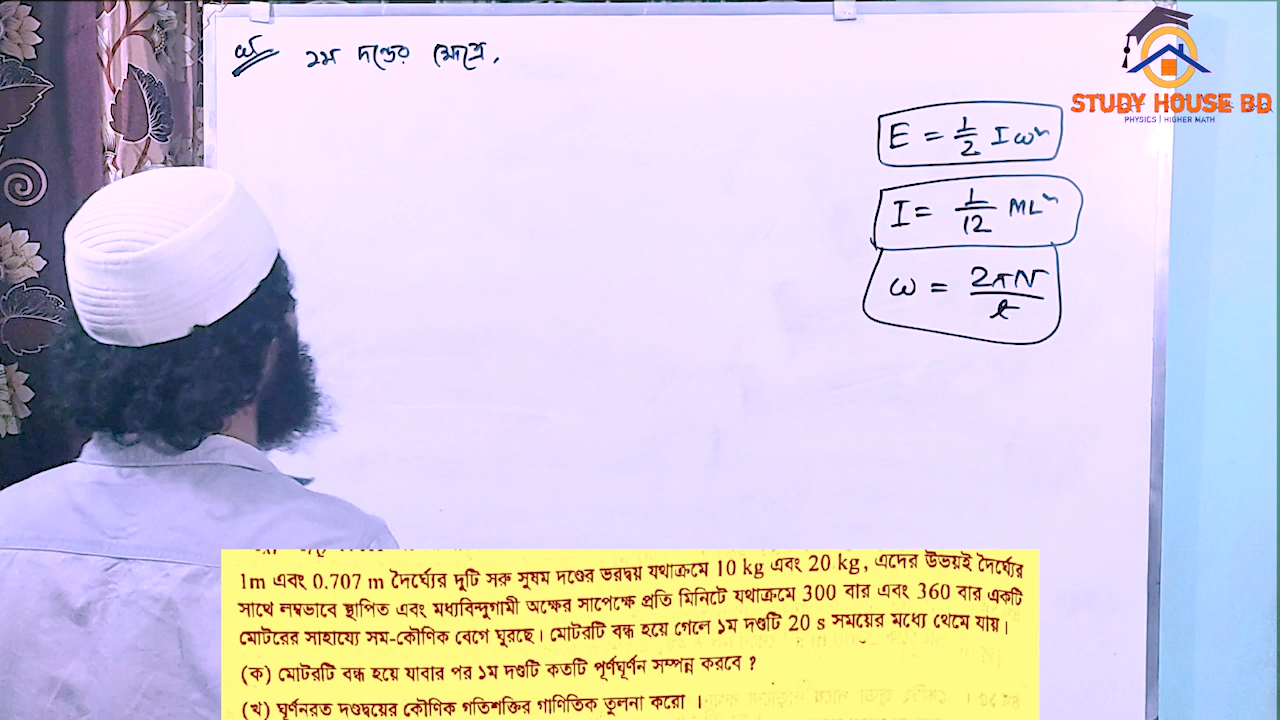 ১ম দণ্ডের ক্ষেত্রে,
STUDY HOUSE BD
PHYSICS | HIGHER MATH
E = 1/2 Iω²
I = 1/12 ML²
ω = 2πN/t
1m এবং 0.707 m দৈর্ঘ্যের দুটি সরু সুষম দণ্ডের ভরদ্বয় যথাক্রমে 10 kg এবং 20 kg, এদের উভয়ই দৈর্ঘ্যের
সাথে লম্বভাবে স্থাপিত এবং মধ্যবিন্দুগামী অক্ষের সাপেক্ষে প্রতি মিনিটে যথাক্রমে 300 বার এবং 360 বার একটি
মোটরের সাহায্যে সম-কৌণিক বেগে ঘুরছে। মোটরটি বন্ধ হয়ে গেলে ১ম দণ্ডটি 20 s সময়ের মধ্যে থেমে যায়।
(ক) মোটরটি বন্ধ হয়ে যাবার পর ১ম দণ্ডটি কতটি পূর্ণঘূর্ণন সম্পন্ন করবে ?
(খ) ঘূর্ণনরত দণ্ডদ্বয়ের কৌণিক গতিশক্তির গাণিতিক তুলনা করো ।